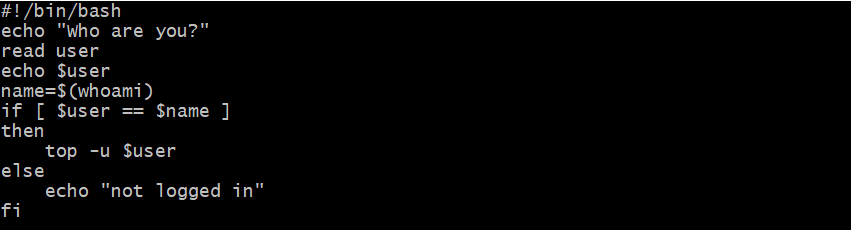 #!/bin/bash
echo "who are you?"
read user
echo $user
name=$(whoami)
if [ $user == $name ]
then
    top -u $user
else
    echo "not logged in"
fi